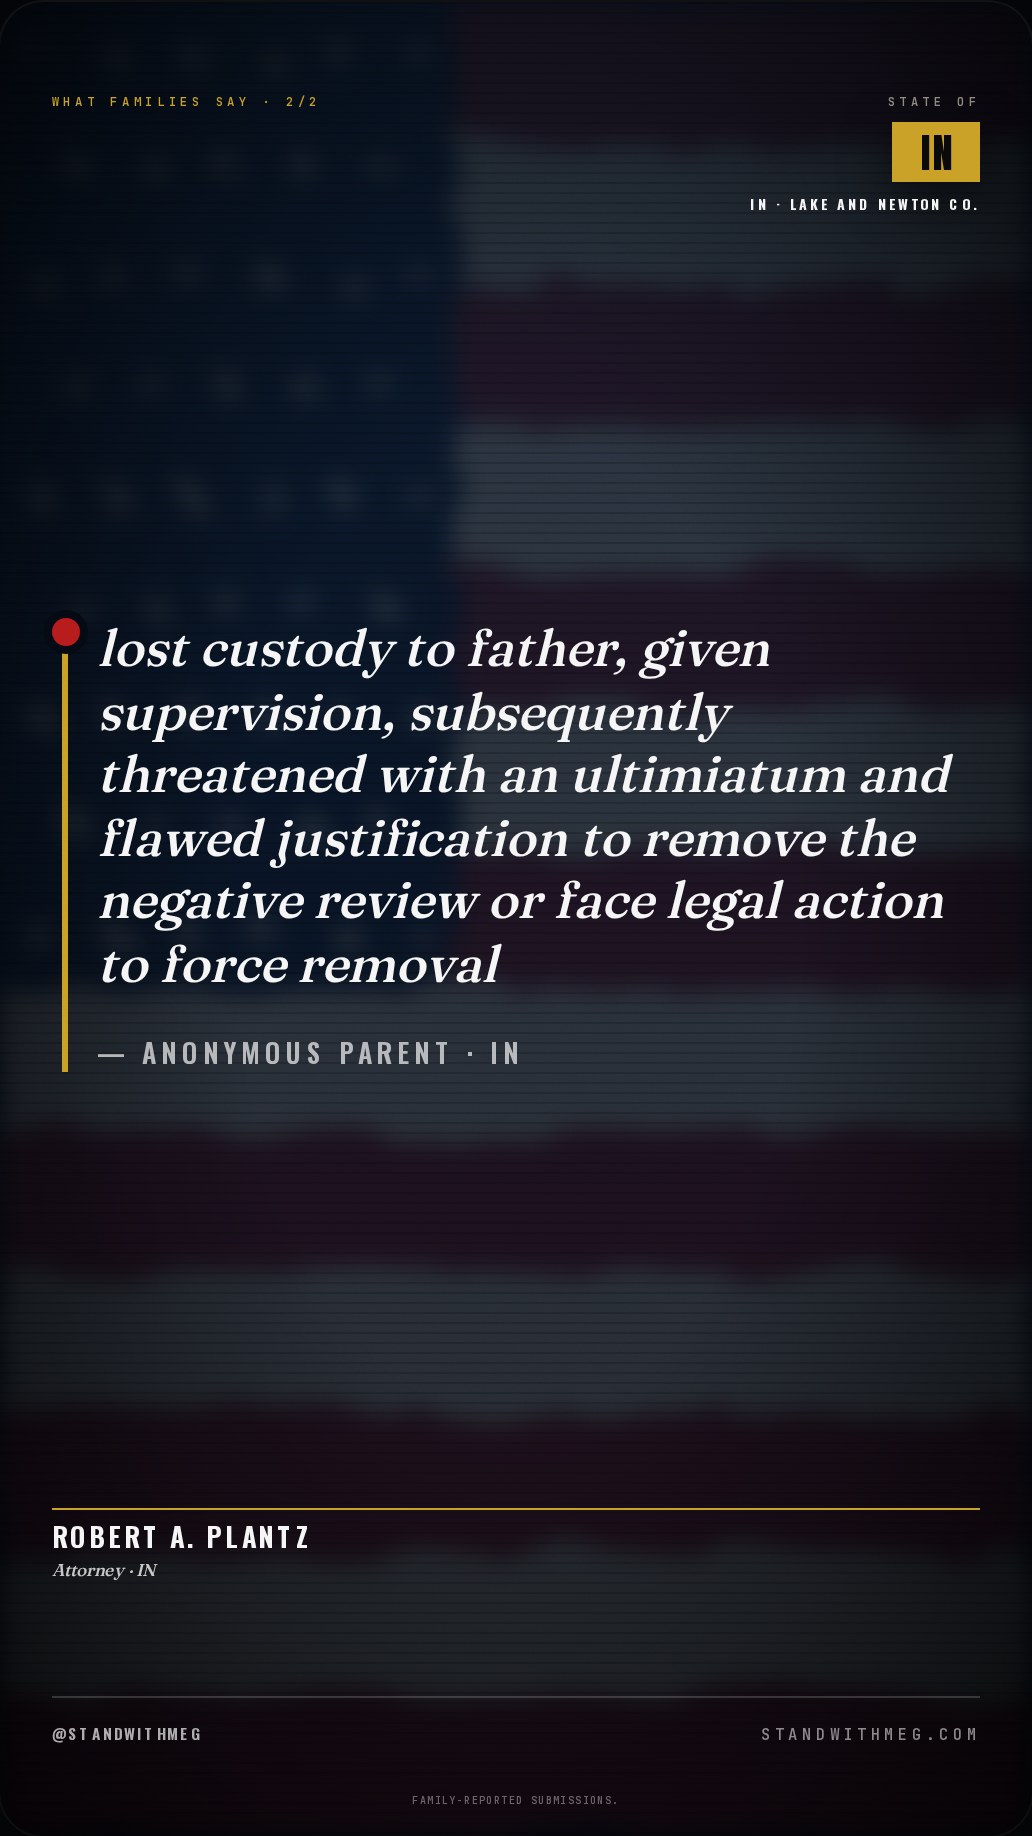 WHAT FAMILIES SAY · 2/2
STATE OF
IN
IN · LAKE AND NEWTON CO.
lost custody to father, given
supervision, subsequently
threatened with an ultimiatum and
flawed justification to remove the
negative review or face legal action
to force removal
— ANONYMOUS PARENT · IN
ROBERT A. PLANTZ
Attorney · IN
@STANDWITHMEG
STANDWITHMEG.COM
FAMILY-REPORTED SUBMISSIONS.